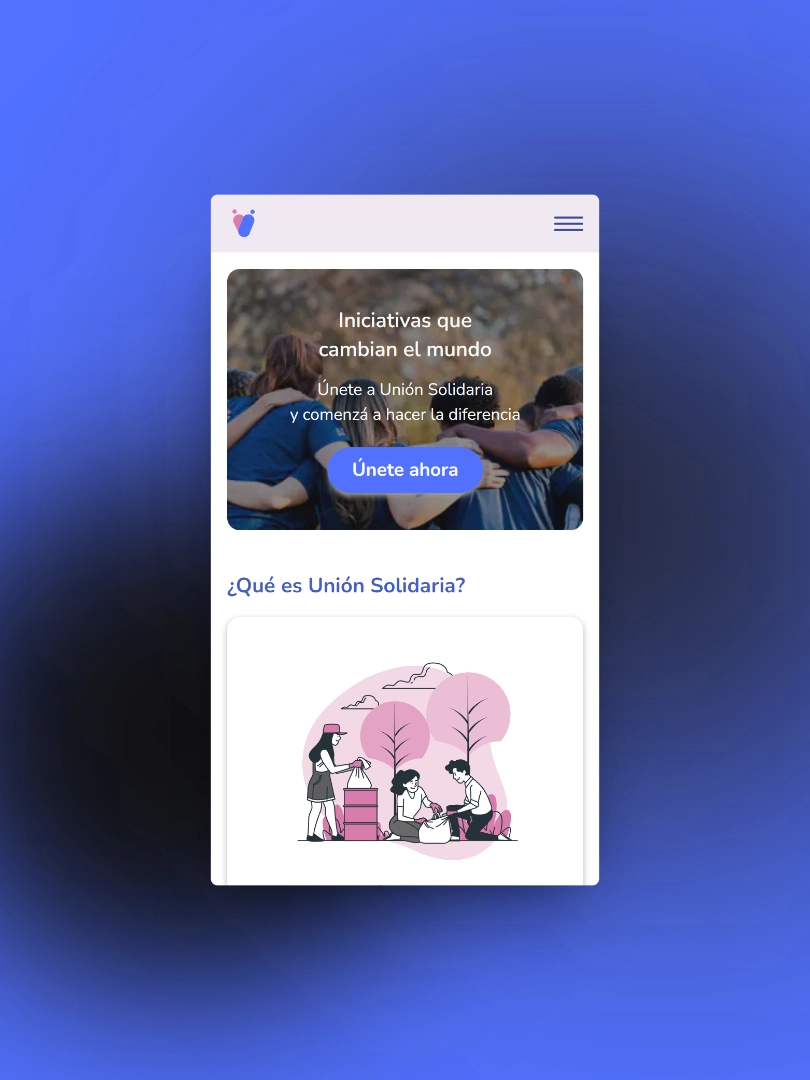 Iniciativas que
cambian el mundo
Únete a Unión Solidaria
y comenzá a hacer la diferencia
Únete ahora
¿Qué es Unión Solidaria?